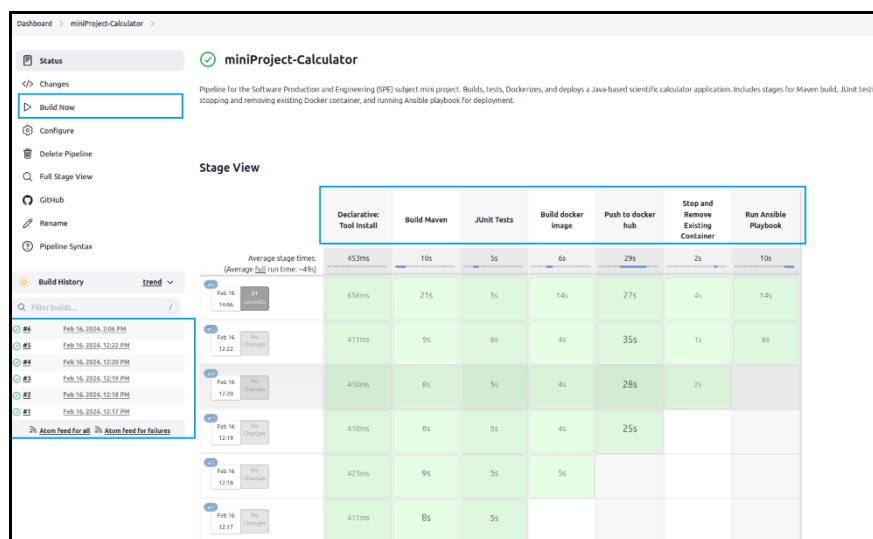 Dashboard > miniProject-Calculator >
Status
Changes
Build Now
Configure
Delete Pipeline
Full Stage View
GitHub
Rename
Pipeline Syntax
Build History trend
Filter builds... /
#6 Feb 16, 2024, 2:06 PM
#5 Feb 16, 2024, 12:22 PM
#4 Feb 16, 2024, 12:20 PM
#3 Feb 16, 2024, 12:19 PM
#2 Feb 16, 2024, 12:18 PM
#1 Feb 16, 2024, 12:17 PM
Atom feed for all Atom feed for failures
miniProject-Calculator
Pipeline for the Software Production and Engineering (SPE) subject mini project. Builds, tests, Dockerizes, and deploys a Java-based scientific calculator application. Includes stages for Maven build, JUnit testi
stopping and removing existing Docker container, and running Ansible playbook for deployment.
Stage View
Declarative: Tool Install
Build Maven
JUnit Tests
Build docker image
Push to docker hub
Stop and Remove Existing Container
Run Ansible Playbook
Average stage times: 453ms 10s 5s 6s 29s 2s 10s
(Average full run time: ~49s)
#6
Feb 16 14:06 21 commits 656ms 21s 5s 14s 27s 4s 14s
#5
Feb 16 12:22 No Changes 411ms 9s 6s 4s 35s 1s 6s
#4
Feb 16 12:20 No Changes 410ms 8s 5s 4s 28s 2s
#3
Feb 16 12:19 No Changes 410ms 8s 5s 4s 25s
#2
Feb 16 12:18 No Changes 423ms 9s 5s 5s
#1
Feb 16 12:17 No Changes 411ms 8s 5s